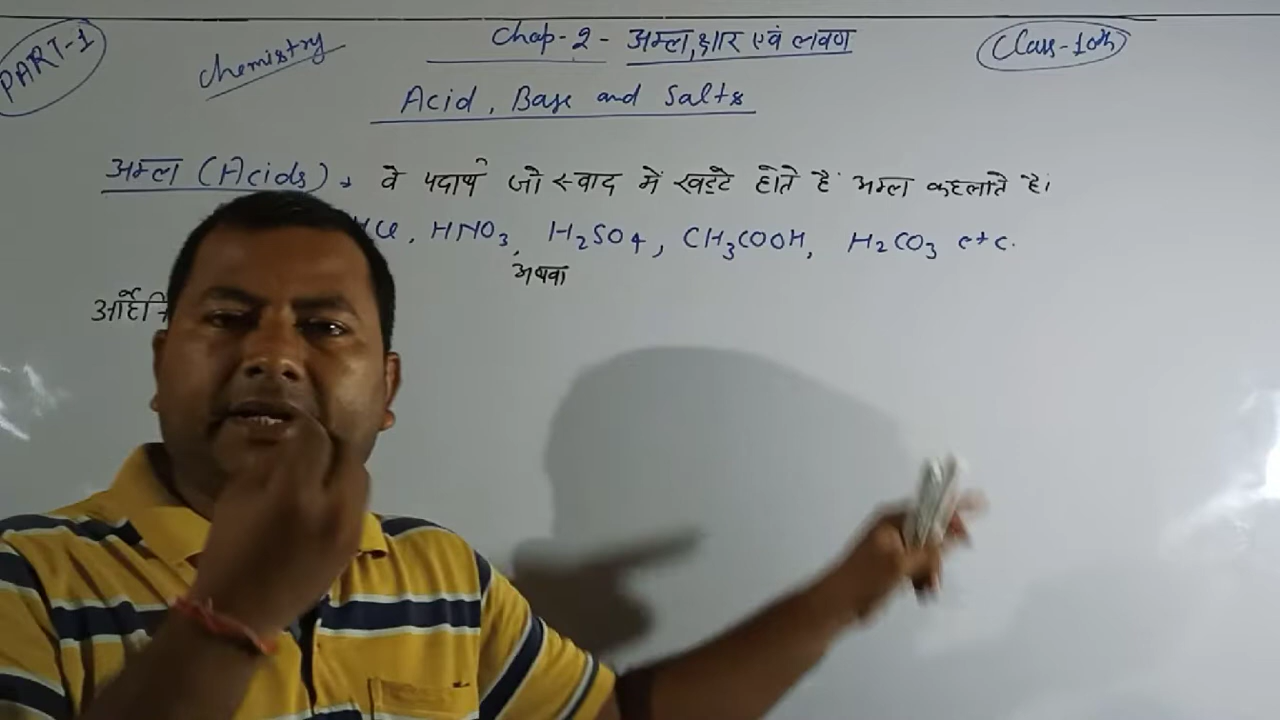 PART-1
Chemistry
Chap-2- अम्ल, क्षार एवं लवण
Class-10th
Acid, Base and Salts
अम्ल (Acids) → वे पदार्थ जो स्वाद में खट्टे होते हैं अम्ल कहलाते है।
HCl, HNO₃, H₂SO₄, CH₃COOH, H₂CO₃ etc.
अथवा